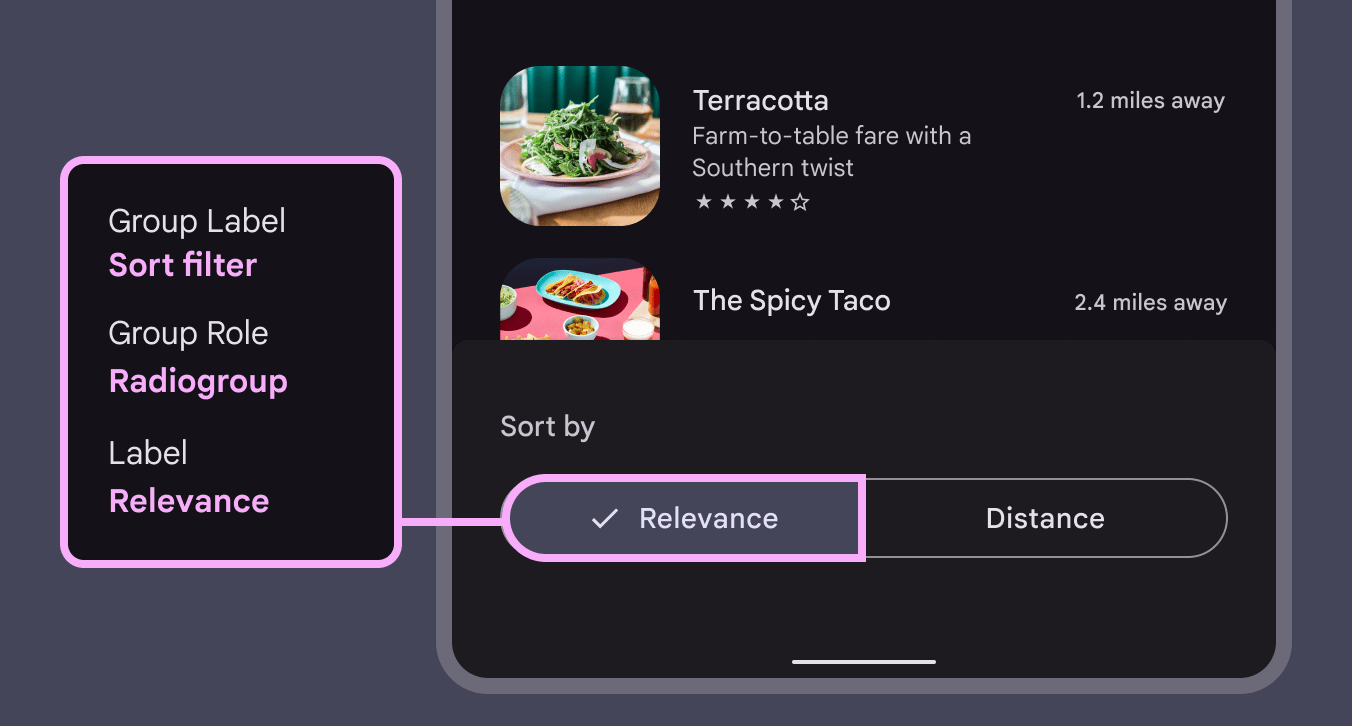 Terracotta
1.2 miles away
Farm-to-table fare with a
Southern twist
The Spicy Taco
2.4 miles away
Group Label
Sort filter
Group Role
Radiogroup
Label
Relevance
Sort by
Relevance
Distance